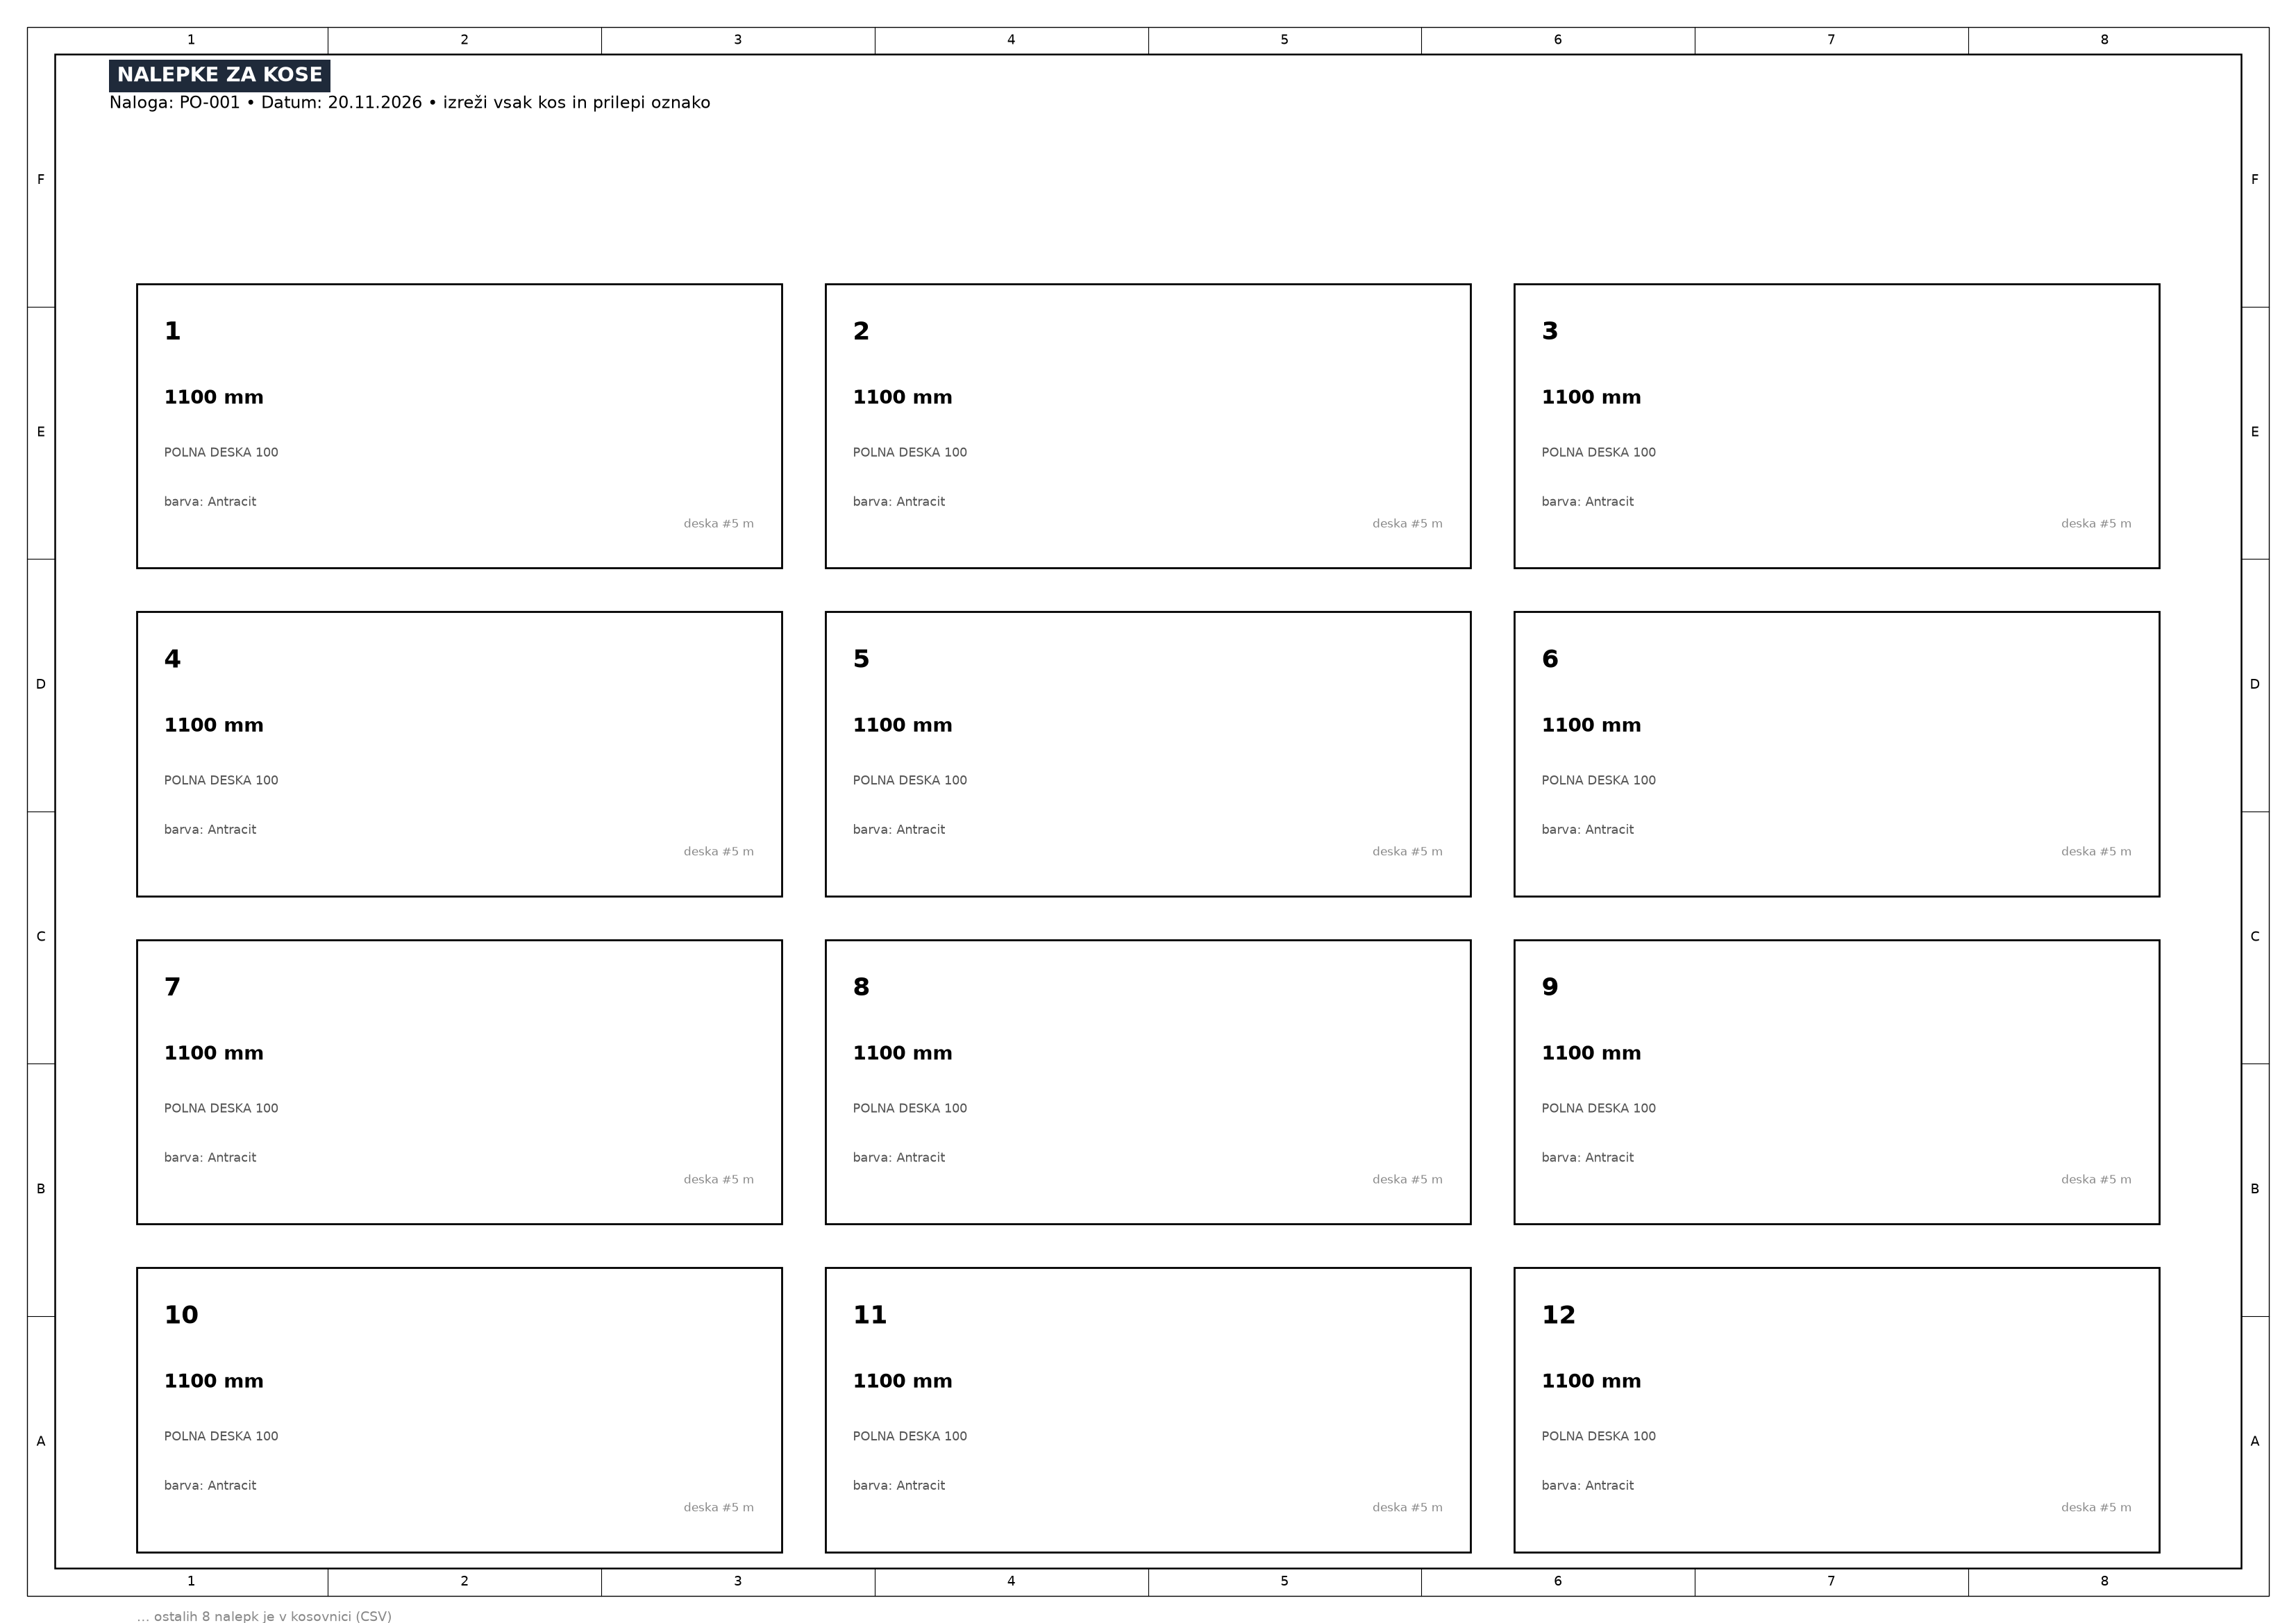 1 2 3 4 5 6 7 8
NALEPKE ZA KOSE
Naloga: PO-001 • Datum: 20.11.2026 • izreži vsak kos in prilepi oznako
F F
1 2 3
E E
1100 mm 1100 mm 1100 mm
POLNA DESKA 100 POLNA DESKA 100 POLNA DESKA 100
barva: Antracit barva: Antracit barva: Antracit
deska #5 m deska #5 m deska #5 m
4 5 6
D D
1100 mm 1100 mm 1100 mm
POLNA DESKA 100 POLNA DESKA 100 POLNA DESKA 100
barva: Antracit barva: Antracit barva: Antracit
deska #5 m deska #5 m deska #5 m
C C
7 8 9
1100 mm 1100 mm 1100 mm
POLNA DESKA 100 POLNA DESKA 100 POLNA DESKA 100
barva: Antracit barva: Antracit barva: Antracit
deska #5 m deska #5 m deska #5 m
B B
10 11 12
1100 mm 1100 mm 1100 mm
POLNA DESKA 100 POLNA DESKA 100 POLNA DESKA 100
A A
barva: Antracit barva: Antracit barva: Antracit
deska #5 m deska #5 m deska #5 m
1 2 3 4 5 6 7 8
... ostalih 8 nalepk je v kosovnici (CSV)